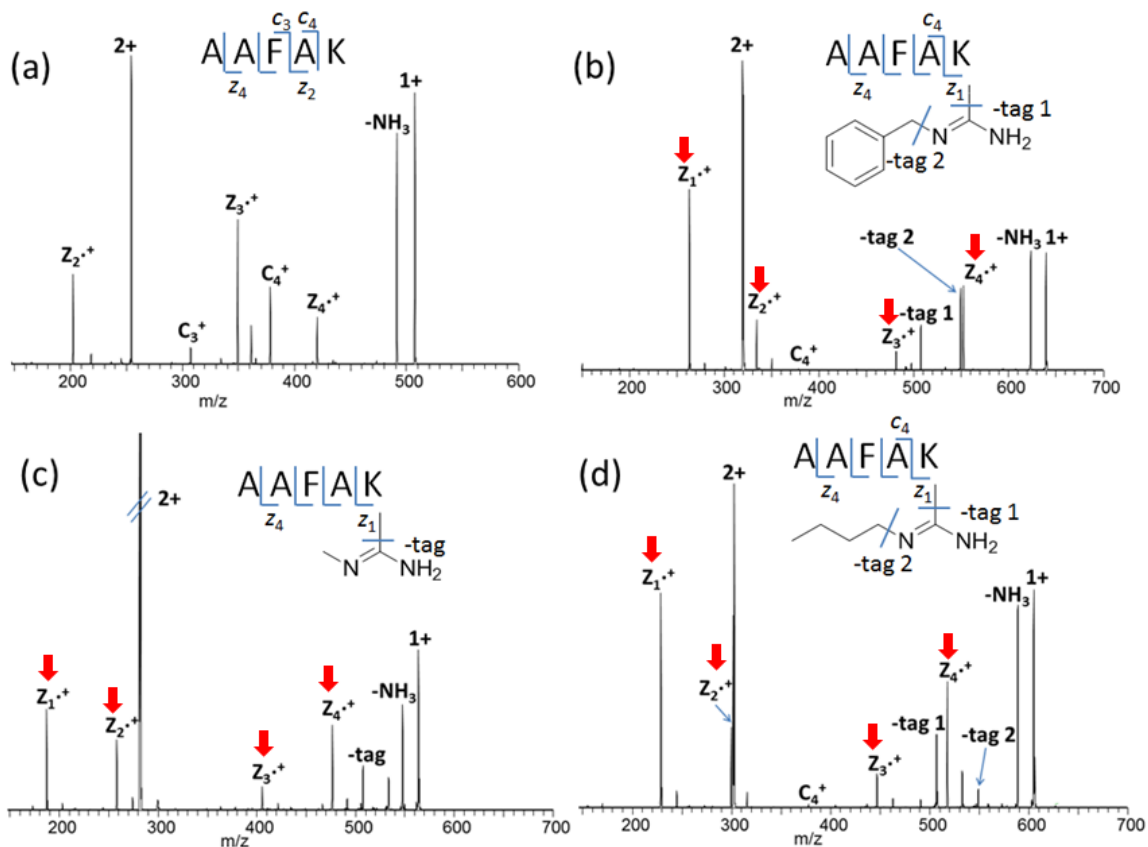 (a)
c3 c4
AAFAK
z4 z2
2+
1+
-NH3
Z3·+
Z2·+
C4+
Z4·+
C3+
200 300 400 500 600
m/z
(b)
c4
AAFAK
z4 z1
-tag 1
N NH2
-tag 2
2+
Z1·+
-tag 2
-NH3 1+
Z4·+
Z2·+
-tag 1
Z3·+
C4+
300 400 500 600 700
m/z
(c)
AAFAK
z4 z1
-tag
N NH2
2+
1+
-NH3
Z1·+
Z2·+
Z4·+
-tag
Z3·+
200 300 400 500 600 700
m/z
(d)
c4
AAFAK
z4 z1
-tag 1
N NH2
-tag 2
2+
1+
-NH3
Z1·+
Z4·+
Z2·+
-tag 1
-tag 2
Z3·+
C4+
200 300 400 500 600 700
m/z